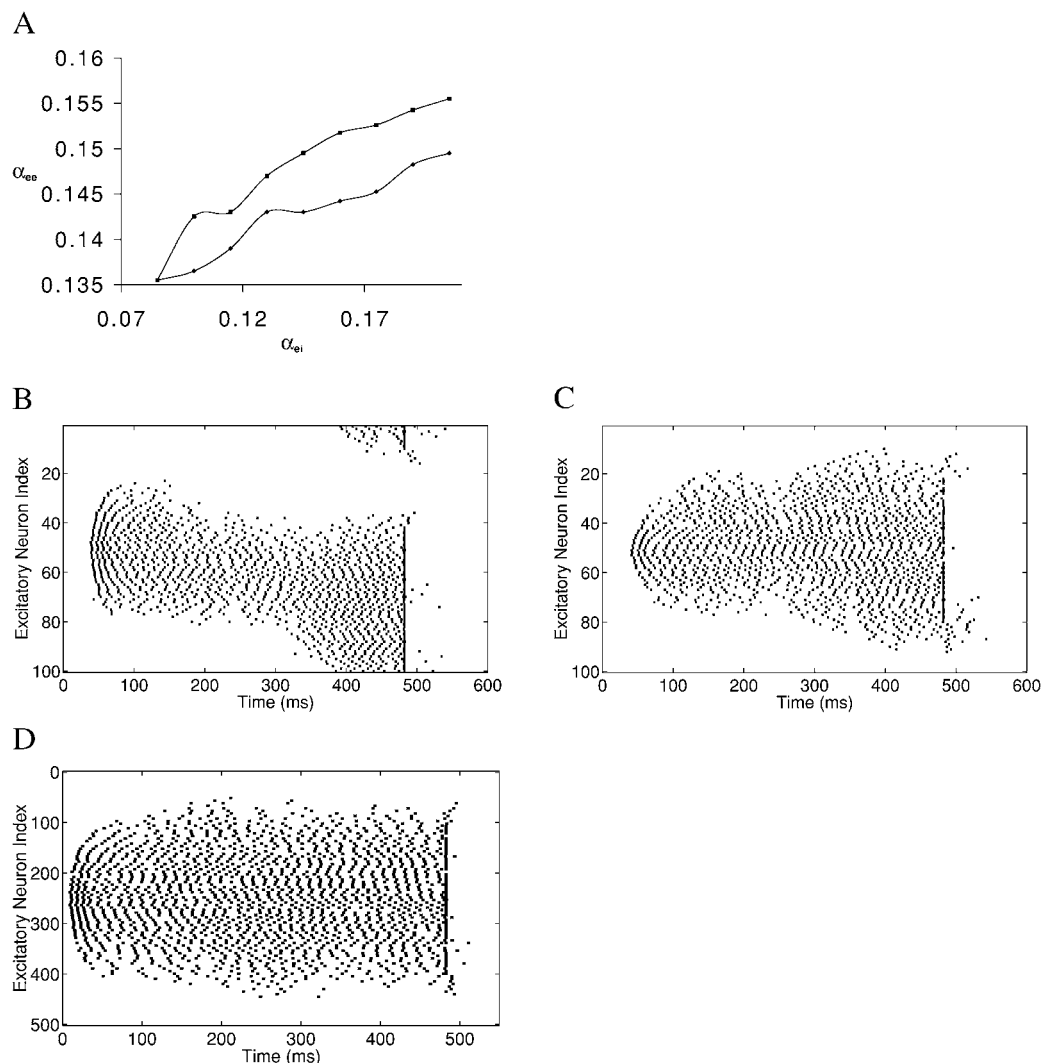 A
0.16
0.155
0.15
0.145
0.14
0.135
αee
0.07 0.12 0.17
αei
B
Excitatory Neuron Index
20
40
60
80
100
0 100 200 300 400 500 600
Time (ms)
C
Excitatory Neuron Index
20
40
60
80
100
0 100 200 300 400 500 600
Time (ms)
D
Excitatory Neuron Index
0
100
200
300
400
500
0 100 200 300 400 500
Time (ms)